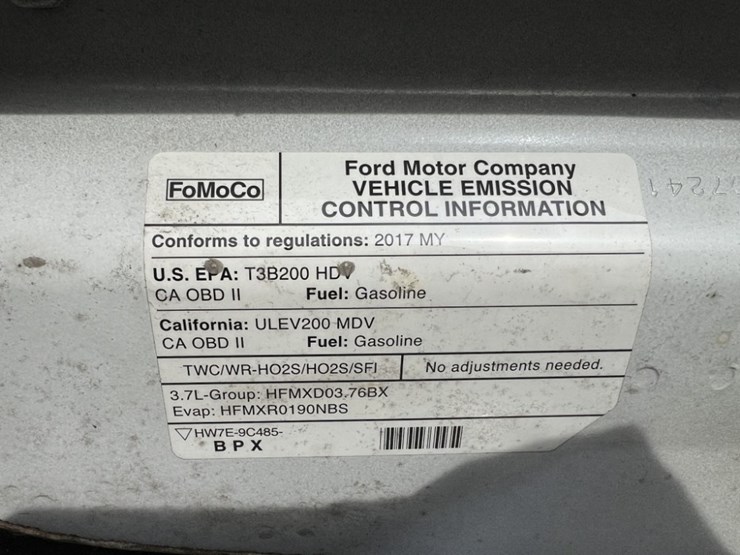 FoMoCo
Ford Motor Company
VEHICLE EMISSION
CONTROL INFORMATION
Conforms to regulations: 2017 MY
U.S. EPA: T3B200 HDV
CA OBD II Fuel: Gasoline
California: ULEV200 MDV
CA OBD II Fuel: Gasoline
TWC/WR-HO2S/HO2S/SFI No adjustments needed.
3.7L-Group: HFMXD03.76BX
Evap: HFMXR0190NBS
HW7E-9C485-
BPX